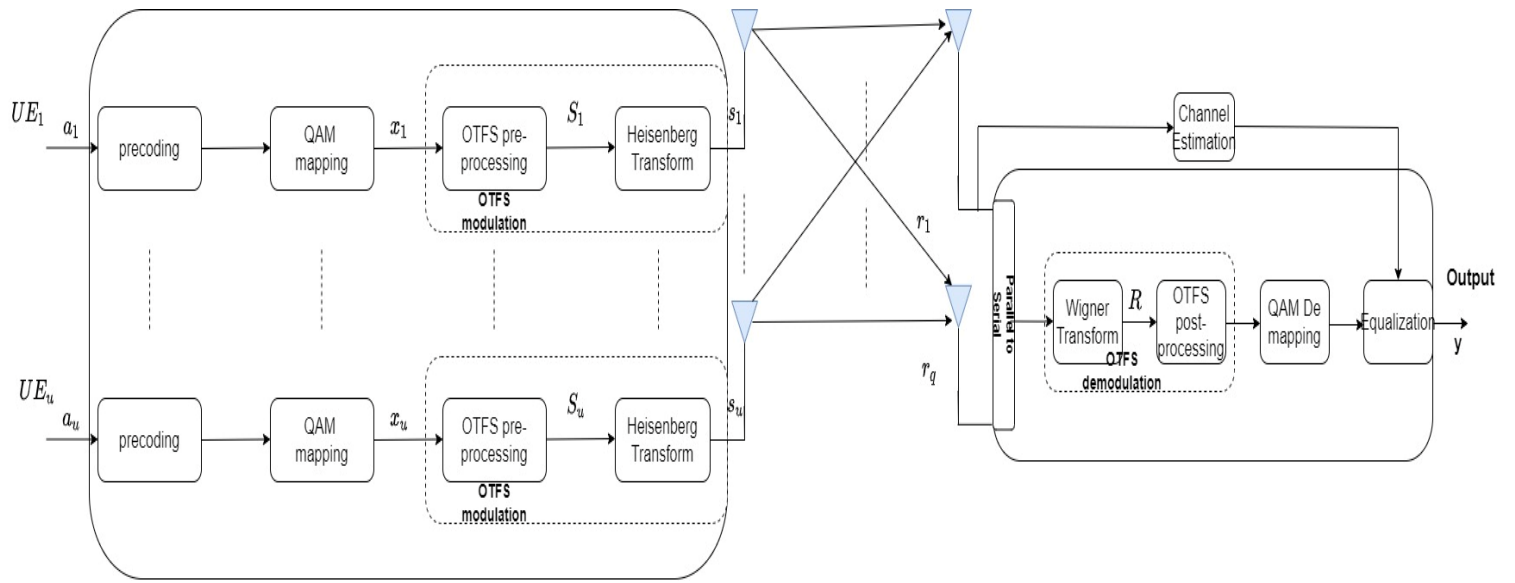 UE₁
a₁
precoding
QAM
mapping
x₁
OTFS pre-
processing
S₁
Heisenberg
Transform
s₁
OTFS
modulation
UEᵤ
aᵤ
precoding
QAM
mapping
xᵤ
OTFS pre-
processing
Sᵤ
Heisenberg
Transform
sᵤ
OTFS
modulation
r₁
r_q
Channel
Estimation
Parallel to
Serial
Wigner
Transform
R
OTFS
post-
processing
OTFS
demodulation
QAM De
mapping
Equalization
Output
y